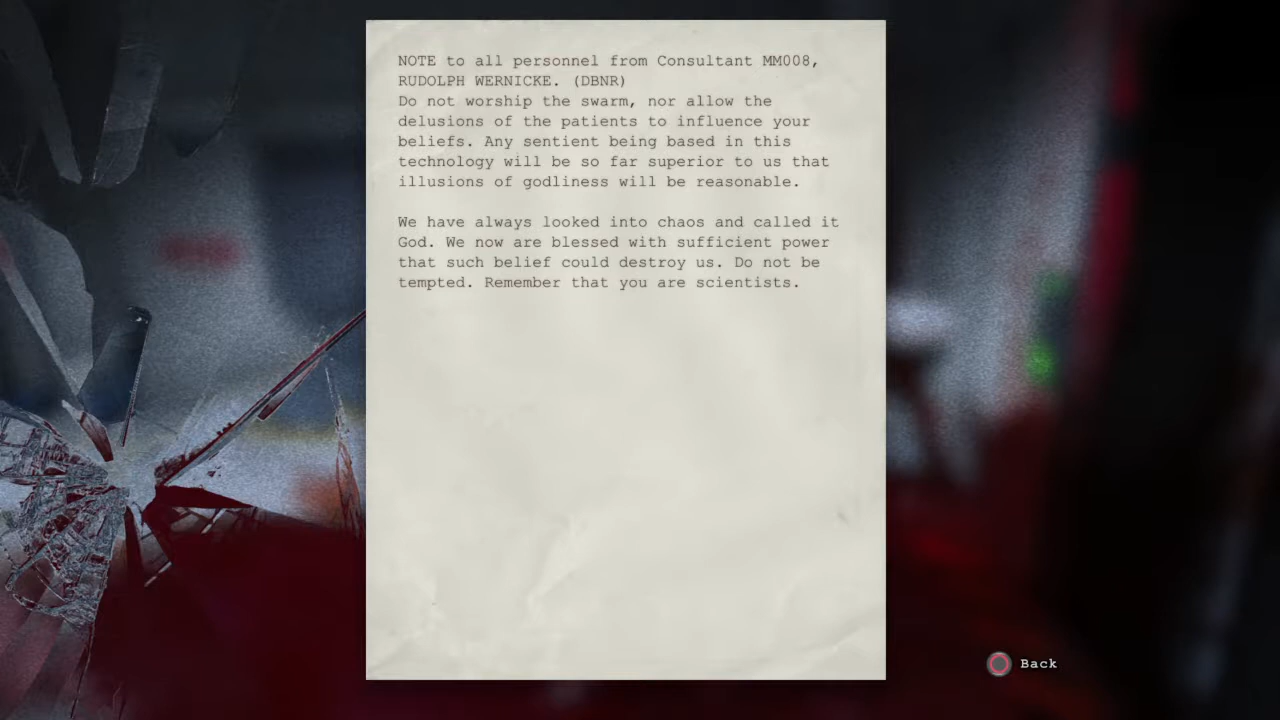 NOTE to all personnel from Consultant MM008,
RUDOLPH WERNICKE. (DBNR)
Do not worship the swarm, nor allow the
delusions of the patients to influence your
beliefs. Any sentient being based in this
technology will be so far superior to us that
illusions of godliness will be reasonable.
We have always looked into chaos and called it
God. We now are blessed with sufficient power
that such belief could destroy us. Do not be
tempted. Remember that you are scientists.
Back